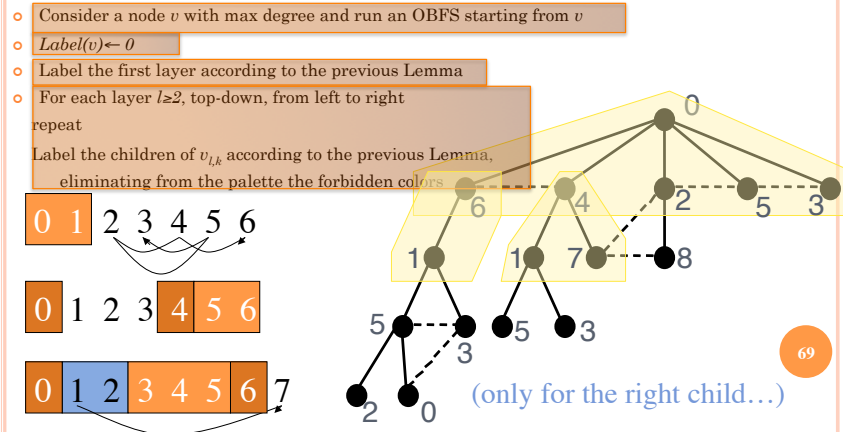 Consider a node v with max degree and run an OBFS starting from v
Label(v)← 0
Label the first layer according to the previous Lemma
For each layer l≥2, top-down, from left to right
repeat
Label the children of vl,k according to the previous Lemma,
eliminating from the palette the forbidden colors
0
6 4 2 5 3
0 1 2 3 4 5 6
1 1 7 8
0 1 2 3 4 5 6
5 3 5 3
69
0 1 2 3 4 5 6 7
2 0
(only for the right child…)